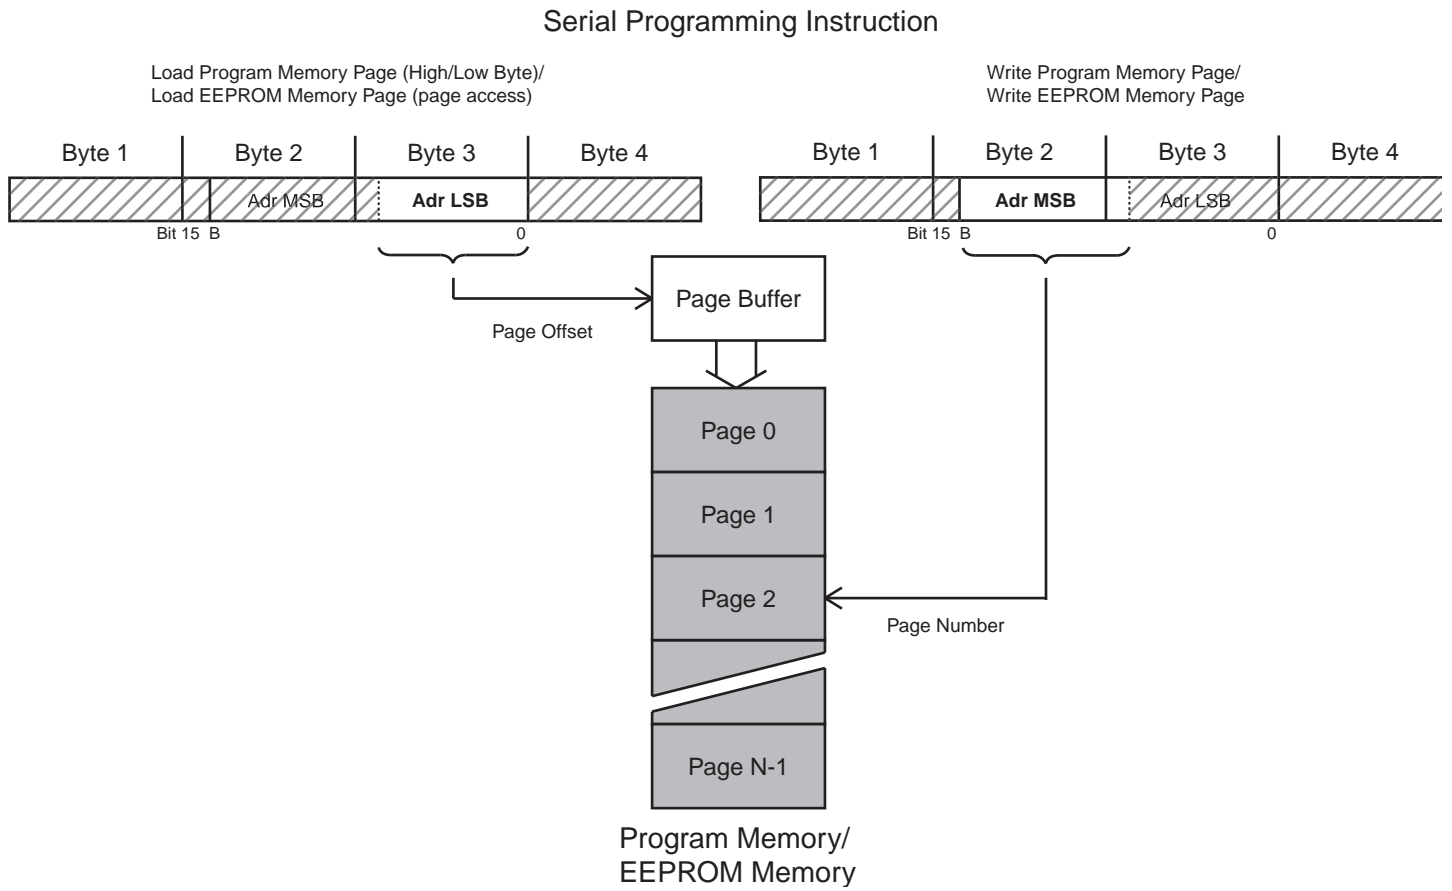 Serial Programming Instruction
Load Program Memory Page (High/Low Byte)/
Load EEPROM Memory Page (page access)
Write Program Memory Page/
Write EEPROM Memory Page
Byte 1 Byte 2 Byte 3 Byte 4
Byte 1 Byte 2 Byte 3 Byte 4
Adr MSB Adr LSB
Adr MSB Adr LSB
Bit 15 B 0
Bit 15 B 0
Page Buffer
Page Offset
Page 0
Page 1
Page 2
Page Number
Page N-1
Program Memory/
EEPROM Memory